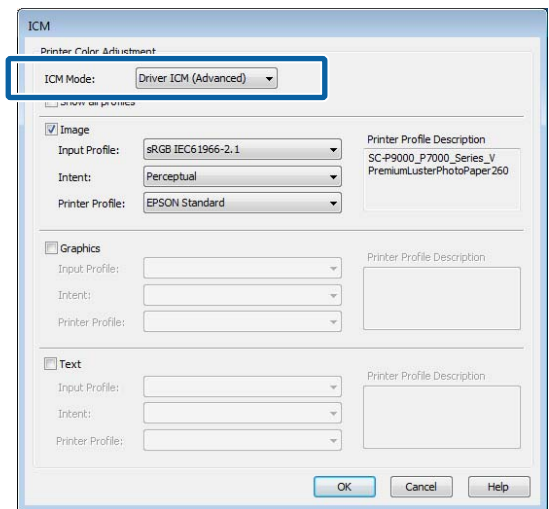 ICM
Printer Color Adjustment
ICM Mode: Driver ICM (Advanced)
Show all profiles
Image
Input Profile: sRGB IEC61966-2.1
Intent: Perceptual
Printer Profile: EPSON Standard
Printer Profile Description
SC-P9000_P7000_Series_V
PremiumLusterPhotoPaper260
Graphics
Input Profile:
Intent:
Printer Profile:
Printer Profile Description
Text
Input Profile:
Intent:
Printer Profile:
Printer Profile Description
OK Cancel Help